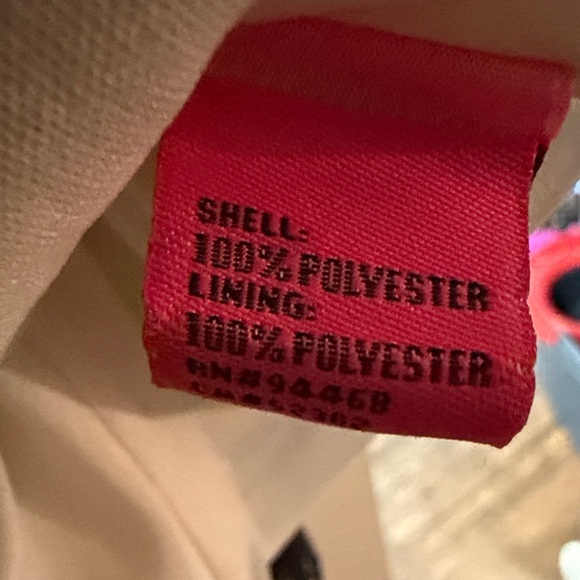 SHELL:
100% POLYESTER
LINING:
100% POLYESTER
RN#94468